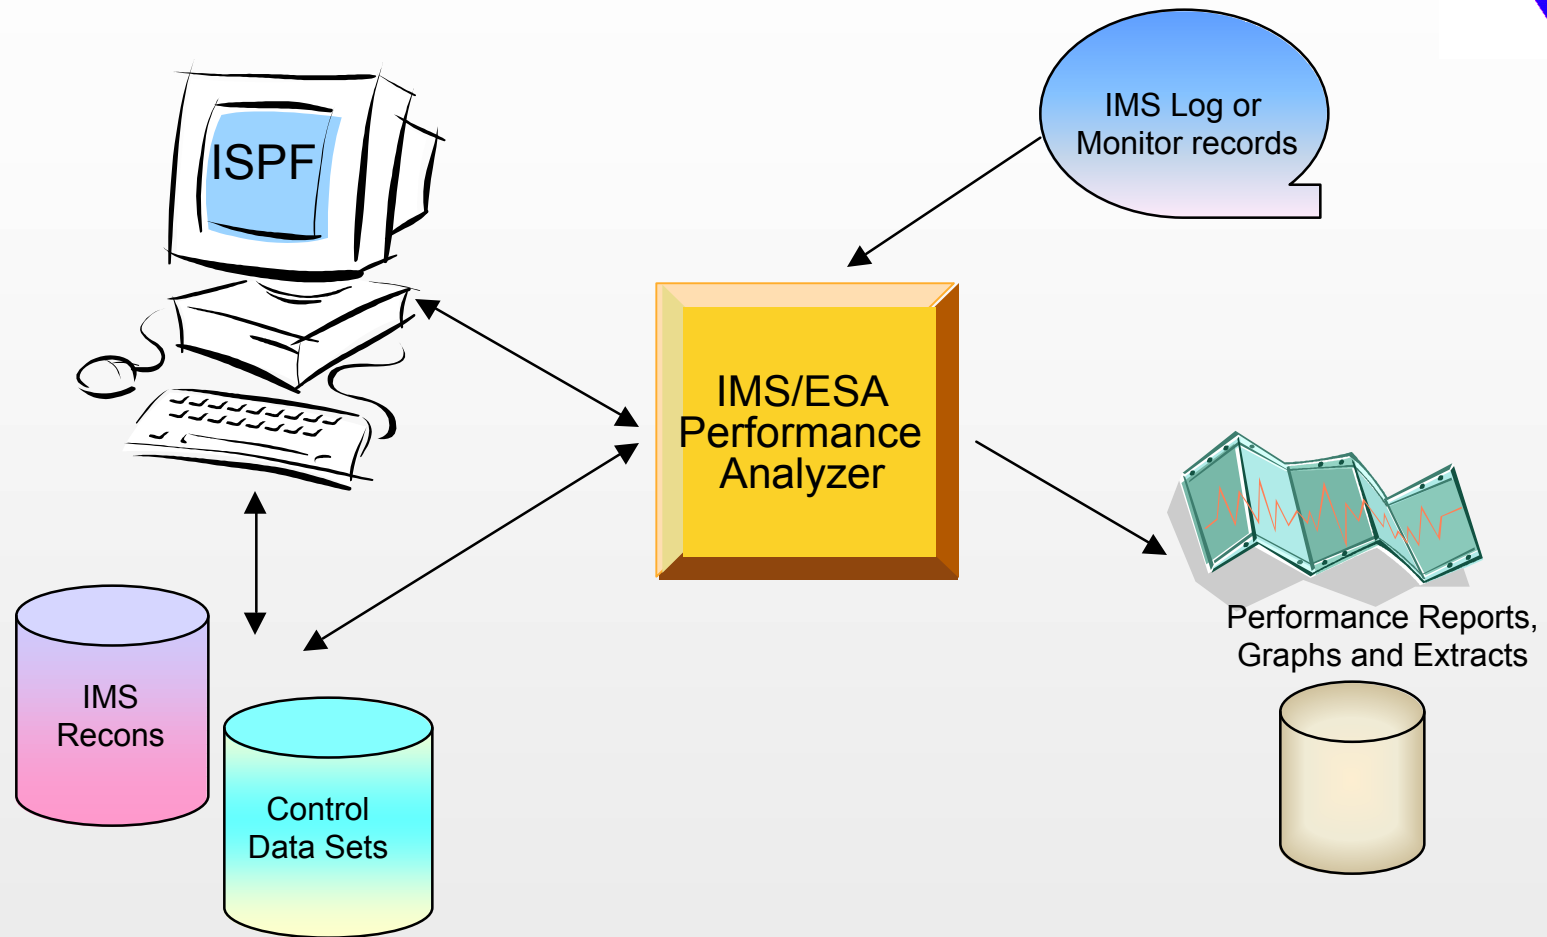 ISPF
IMS Log or
Monitor records
IMS/ESA
Performance
Analyzer
Performance Reports,
Graphs and Extracts
IMS
Recons
Control
Data Sets